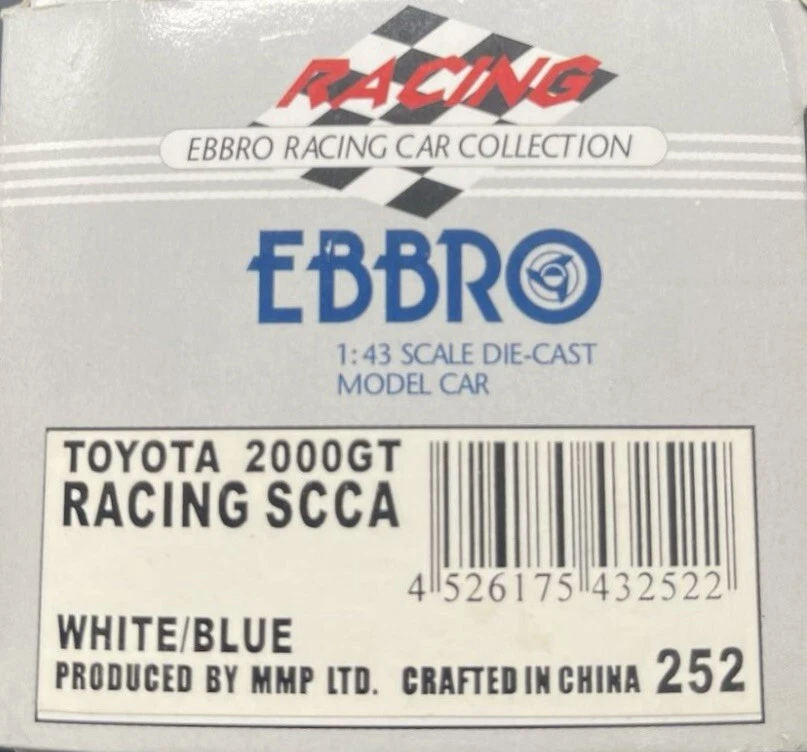 RACING
EBBRO RACING CAR COLLECTION
EBBRO
1:43 SCALE DIE-CAST
MODEL CAR
TOYOTA 2000GT
RACING SCCA
4 526175 432522
WHITE/BLUE
PRODUCED BY MMP LTD. CRAFTED IN CHINA 252